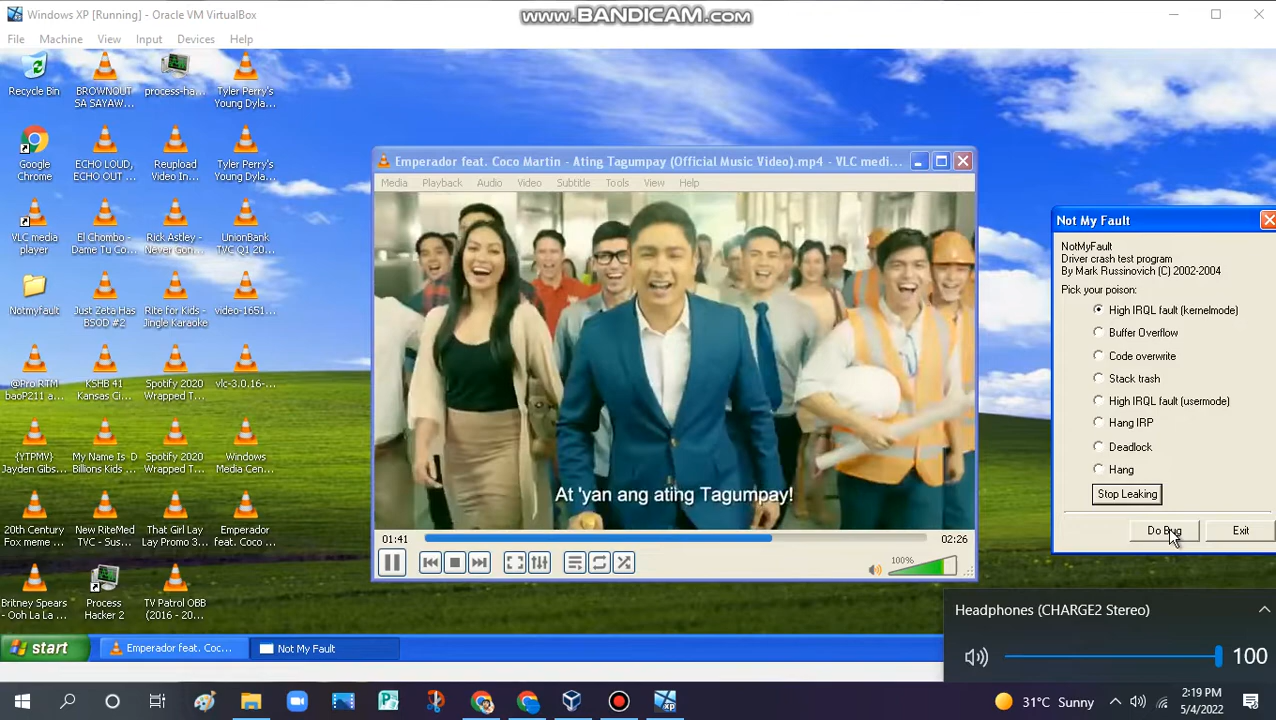 Windows XP [Running] - Oracle VM VirtualBox
www.BANDICAM.com
File Machine View Input Devices Help
Recycle Bin
BROWNOUT SA SAYAW...
process-ha...
Tyler Perry's Young Dyla...
Google Chrome
ECHO LOUD, ECHO OUT ...
Reupload Video In...
Tyler Perry's Young Dyla...
VLC media player
El Chombo - Dame Tu Co...
Rick Astley - Never Gon...
UnionBank TVC Q1 20...
Notmyfault
Just Zeta Has BSOD #2
Rite for Kids - Jingle Karaoke
video-1651...
@Pro RTM baoP211 a...
KSHB 41 Kansas Ci...
Spotify 2020 Wrapped T...
vlc-3.0.16-...
{YTPMV} Jayden Gibs...
My Name Is -D Billions Kids ...
Spotify 2020 Wrapped T...
Windows Media Cen...
20th Century Fox meme ...
New RiteMed TVC - Sus...
That Girl Lay Lay Promo 3...
Emperador feat. Coco ...
Britney Spears - Ooh La La ...
Process Hacker 2
TV Patrol OBB (2016 - 20...
Emperador feat. Coco Martin - Ating Tagumpay (Official Music Video).mp4 - VLC medi...
Media Playback Audio Video Subtitle Tools View Help
At 'yan ang ating Tagumpay!
01:41
02:26
100%
Not My Fault
NotMyFault
Driver crash test program
By Mark Russinovich (C) 2002-2004
Pick your poison:
High IRQL fault (kernelmode)
Buffer Overflow
Code overwrite
Stack trash
High IRQL fault (usermode)
Hang IRP
Deadlock
Hang
Stop Leaking
Do Bug Exit
Headphones (CHARGE2 Stereo)
100
start
Emperador feat. Coc...
Not My Fault
31°C Sunny
2:19 PM
5/4/2022